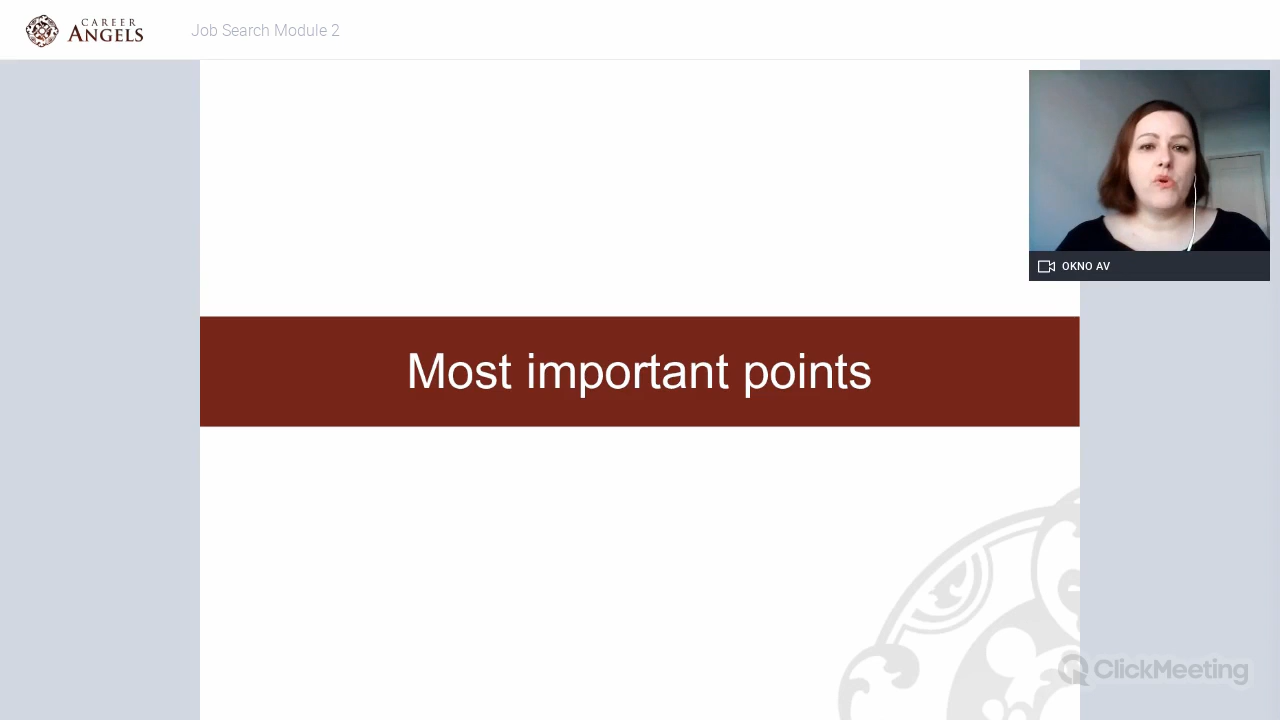 CAREER
ANGELS
Job Search Module 2
OKNO AV
Most important points
ClickMeeting